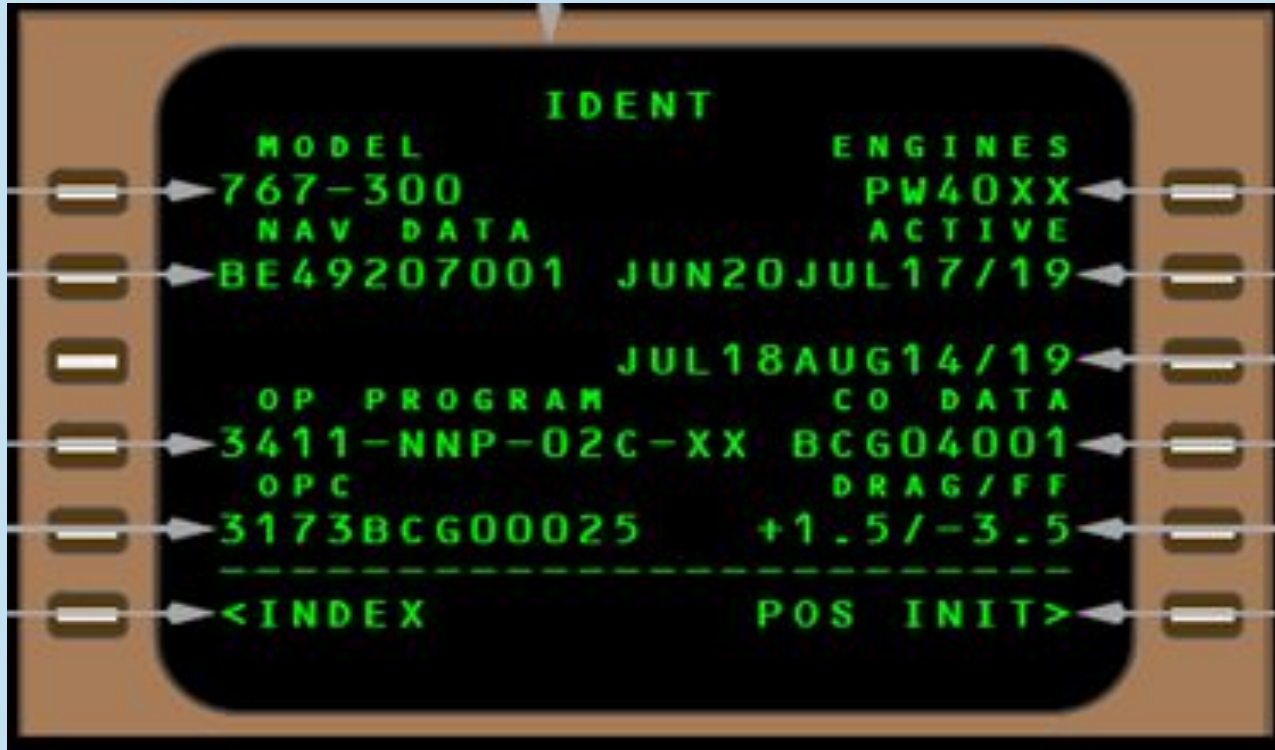 IDENT
MODEL ENGINES
767-300 PW40XX
NAV DATA ACTIVE
BE49207001 JUN20JUL17/19
JUL18AUG14/19
OP PROGRAM CO DATA
3411-NNP-02C-XX BCG04001
OPC DRAG/FF
3173BCG00025 +1.5/-3.5
------------------------
<INDEX POS INIT>